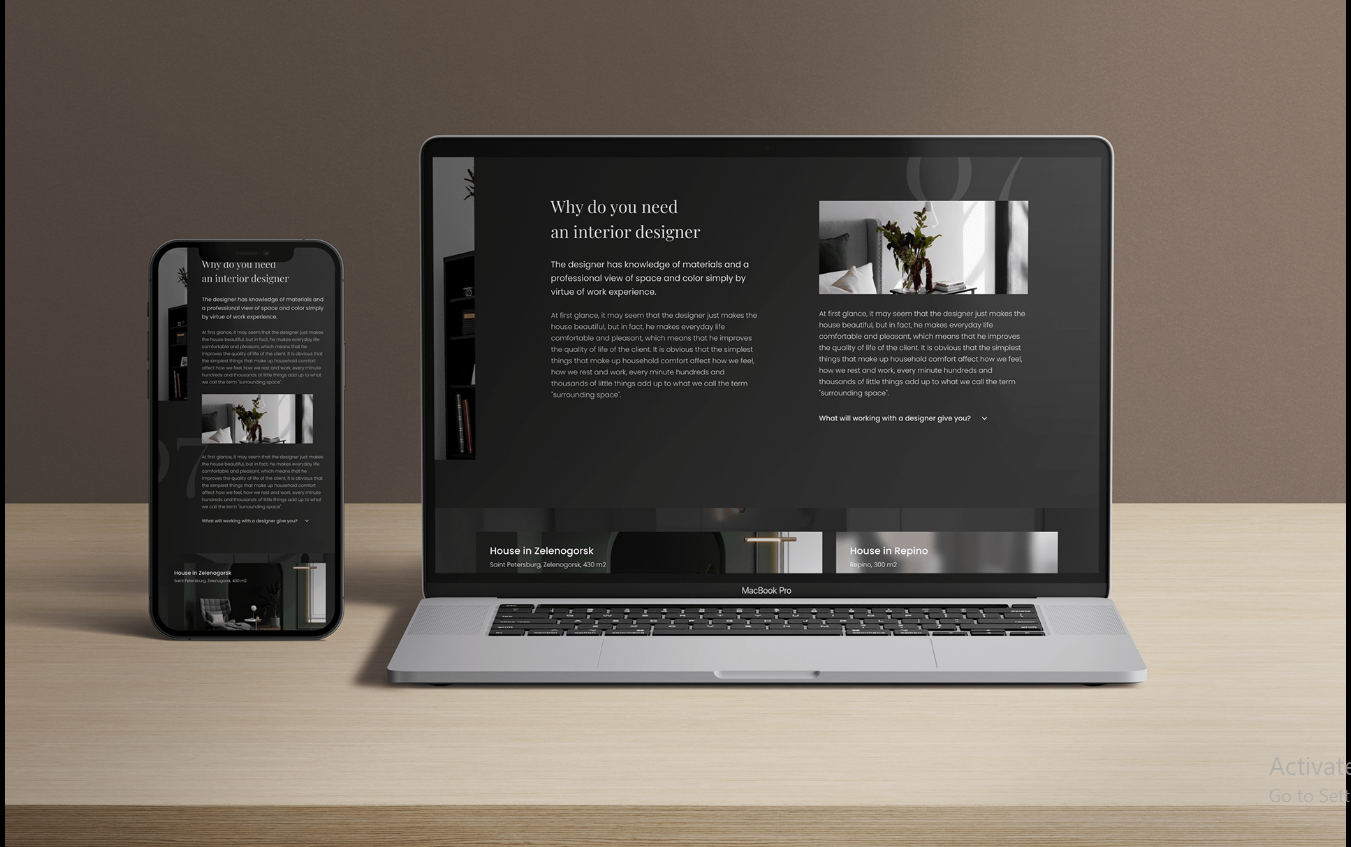 Why do you need
an interior designer
The designer has knowledge of materials and
a professional view of space and color simply
by virtue of work experience.
At first glance, it may seem that the designer just makes
the house beautiful, but in fact, he makes everyday life
comfortable and pleasant, which means that he
improves the quality of life of the client. It is obvious that
the simplest things that make up household comfort
affect how we feel, how we rest and work, every minute
hundreds and thousands of little things add up to what
we call the term "surrounding space".
07
At first glance, it may seem that the designer just makes
the house beautiful, but in fact, he makes everyday life
comfortable and pleasant, which means that he
improves the quality of life of the client. It is obvious that
the simplest things that make up household comfort
affect how we feel, how we rest and work, every minute
hundreds and thousands of little things add up to what
we call the term "surrounding space".
What will working with a designer give you?
House in Zelenogorsk
Saint Petersburg, Zelenogorsk, 430 m2
Why do you need
an interior designer
The designer has knowledge of materials and a
professional view of space and color simply by
virtue of work experience.
At first glance, it may seem that the designer just makes the
house beautiful, but in fact, he makes everyday life
comfortable and pleasant, which means that he improves
the quality of life of the client. It is obvious that the simplest
things that make up household comfort affect how we feel,
how we rest and work, every minute hundreds and
thousands of little things add up to what we call the term
"surrounding space".
07
At first glance, it may seem that the designer just makes the
house beautiful, but in fact, he makes everyday life
comfortable and pleasant, which means that he improves
the quality of life of the client. It is obvious that the simplest
things that make up household comfort affect how we feel,
how we rest and work, every minute hundreds and
thousands of little things add up to what we call the term
"surrounding space".
What will working with a designer give you?
House in Zelenogorsk
Saint Petersburg, Zelenogorsk, 430 m2
House in Repino
Repino, 300 m2
MacBook Pro
Activate
Go to Sett